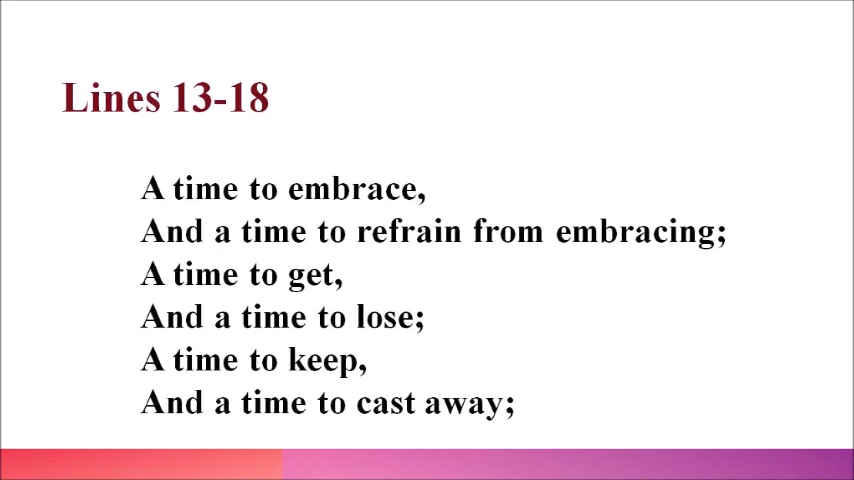 Lines 13-18
A time to embrace,
And a time to refrain from embracing;
A time to get,
And a time to lose;
A time to keep,
And a time to cast away;